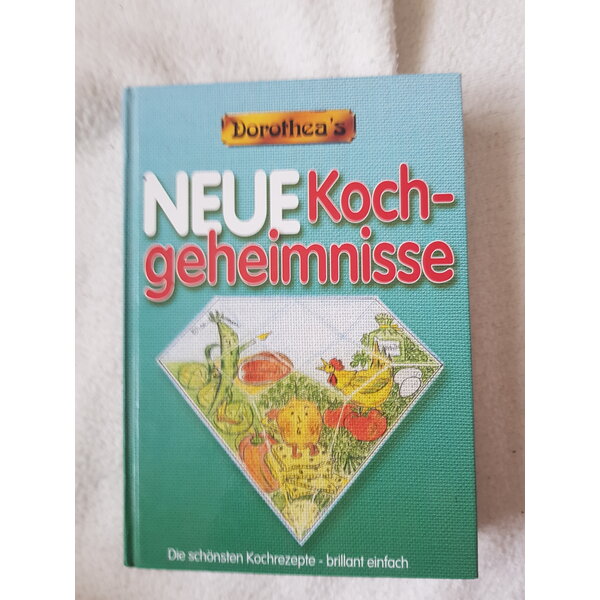 Dorothea's
NEUE Koch-
geheimnisse
Die schönsten Kochrezepte - brillant einfach